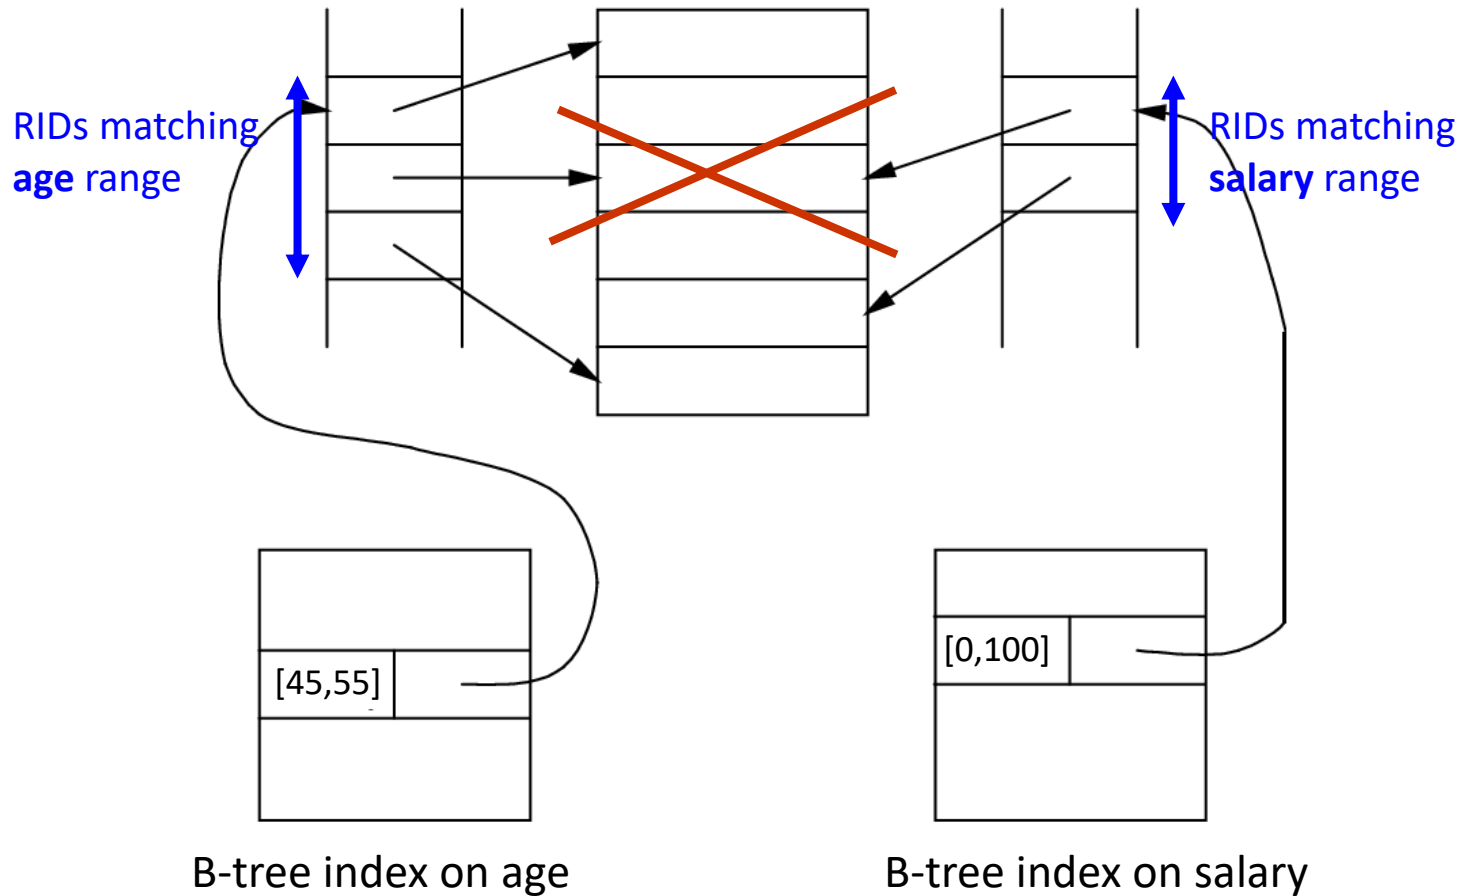 RIDs matching
age range
RIDs matching
salary range
[45,55]
[0,100]
B-tree index on age
B-tree index on salary